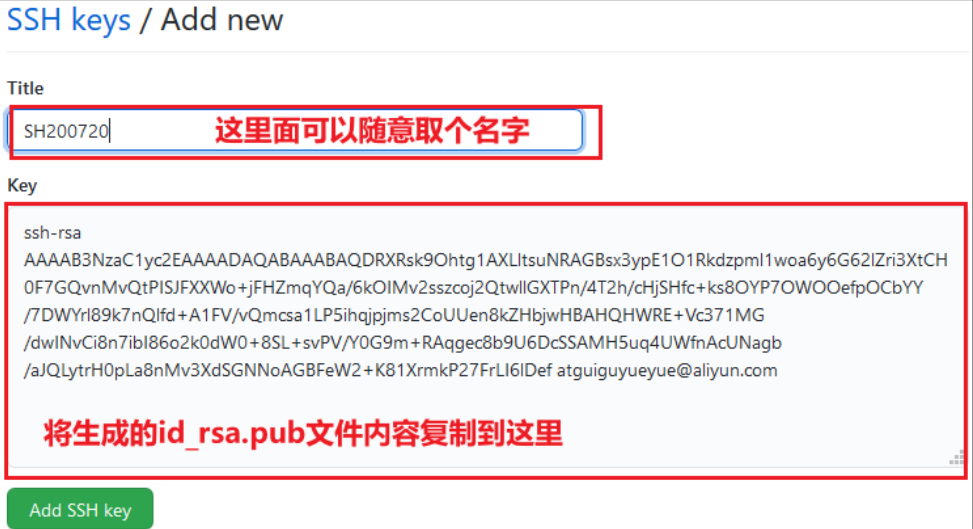 SSH keys / Add new
Title
SH200720
这里面可以随意取个名字
Key
ssh-rsa
AAAAB3NzaC1yc2EAAAADAQABAAABAQDRXRsk9Ohtg1AXLltsuNRAGBsx3ypE1O1Rkdzpml1woa6y6G62lZri3XtCH
0F7GQvnMvQtPISJFXXWo+jFHZmqYQa/6kOIMv2sszcoj2QtwllGXTPn/4T2h/cHjSHfc+ks8OYP7OWOOefpOCbYY
/7DWYrl89k7nQlfd+A1FV/vQmcsa1LP5ihqjpjms2CoUUen8kZHbjwHBAHQHWRE+Vc371MG
/dwINvCi8n7ibI86o2k0dW0+8SL+svPV/Y0G9m+RAqgec8b9U6DcSSAMH5uq4UWfnAcUNagb
/aJQLytrH0pLa8nMv3XdSGNNoAGBFeW2+K81XrmkP27FrLI6lDef atguiguyueyue@aliyun.com
将生成的id_rsa.pub文件内容复制到这里
Add SSH key